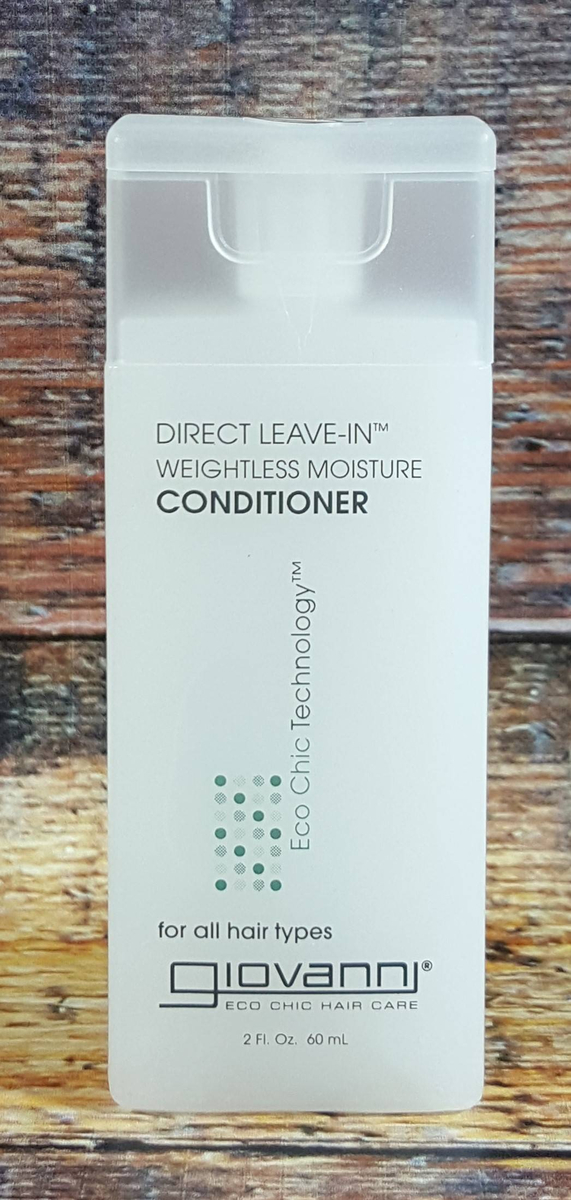 DIRECT LEAVE-IN™
WEIGHTLESS MOISTURE
CONDITIONER
Eco Chic Technology™
for all hair types
giovanni®
ECO CHIC HAIR CARE
2 Fl. Oz. 60 mL